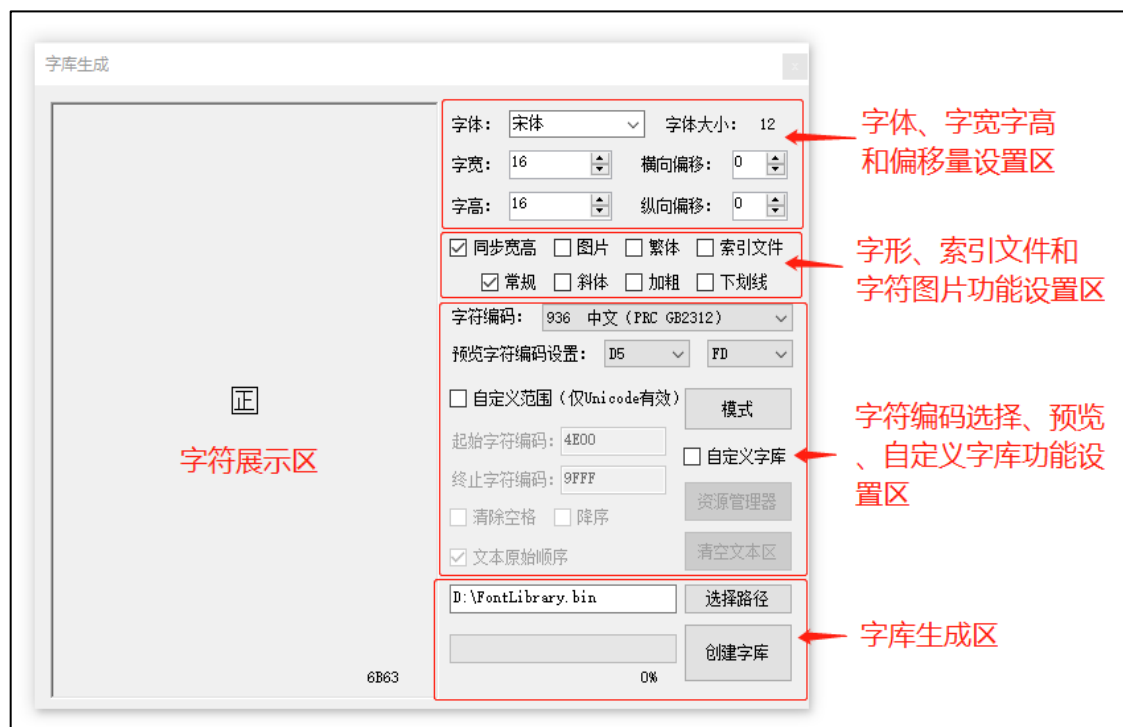 字库生成
x
字体： 宋体 字体大小： 12
字宽： 16 横向偏移： 0
字高： 16 纵向偏移： 0
字体、字宽字高
和偏移量设置区
同步宽高 图片 繁体 索引文件
常规 斜体 加粗 下划线
字形、索引文件和
字符图片功能设置区
字符编码： 936 中文(PRC GB2312)
预览字符编码设置： D5 FD
自定义范围(仅Unicode有效) 模式
起始字符编码: 4E00
自定义字库
终止字符编码: 9FFF
清除空格 降序 资源管理器
文本原始顺序 清空文本区
字符编码选择、预览
、自定义字库功能设
置区
正
字符展示区
6B63
D:\FontLibrary.bin 选择路径
创建字库
0%
字库生成区